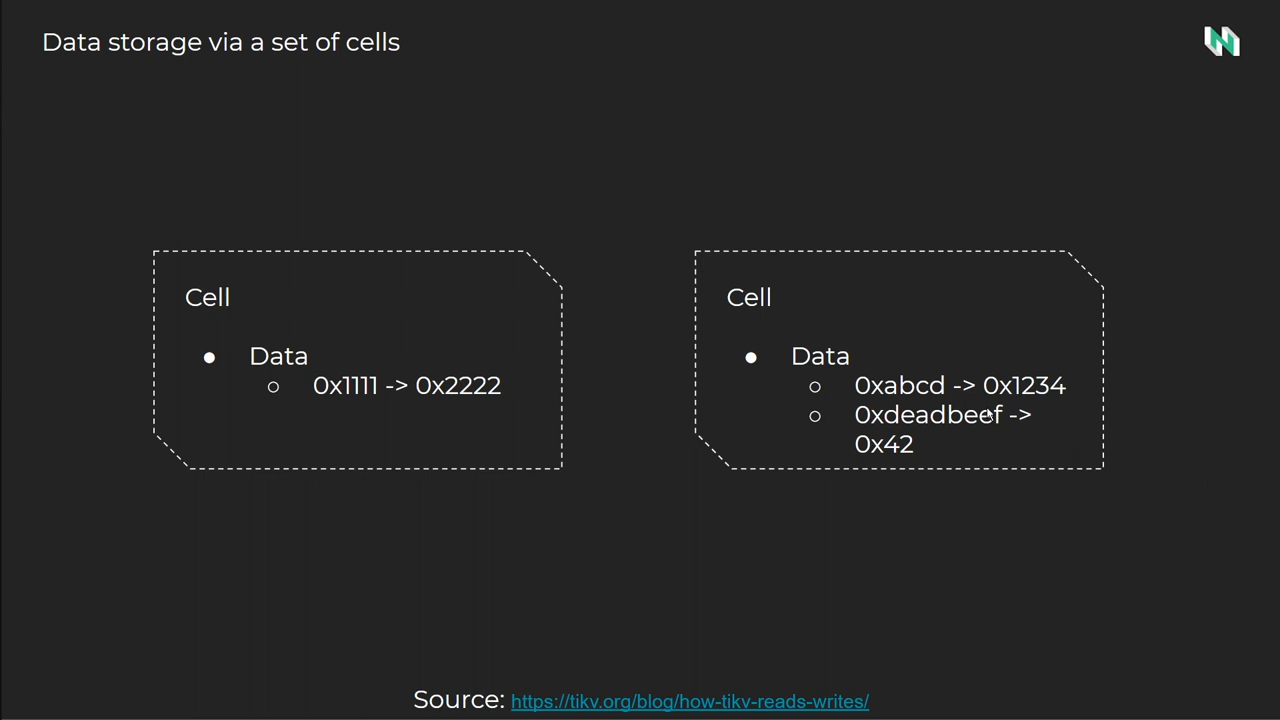 Data storage via a set of cells
Cell
● Data
○ 0x1111 -> 0x2222
Cell
● Data
○ 0xabcd -> 0x1234
○ 0xdeadbeef ->
0x42
Source: https://tikv.org/blog/how-tikv-reads-writes/